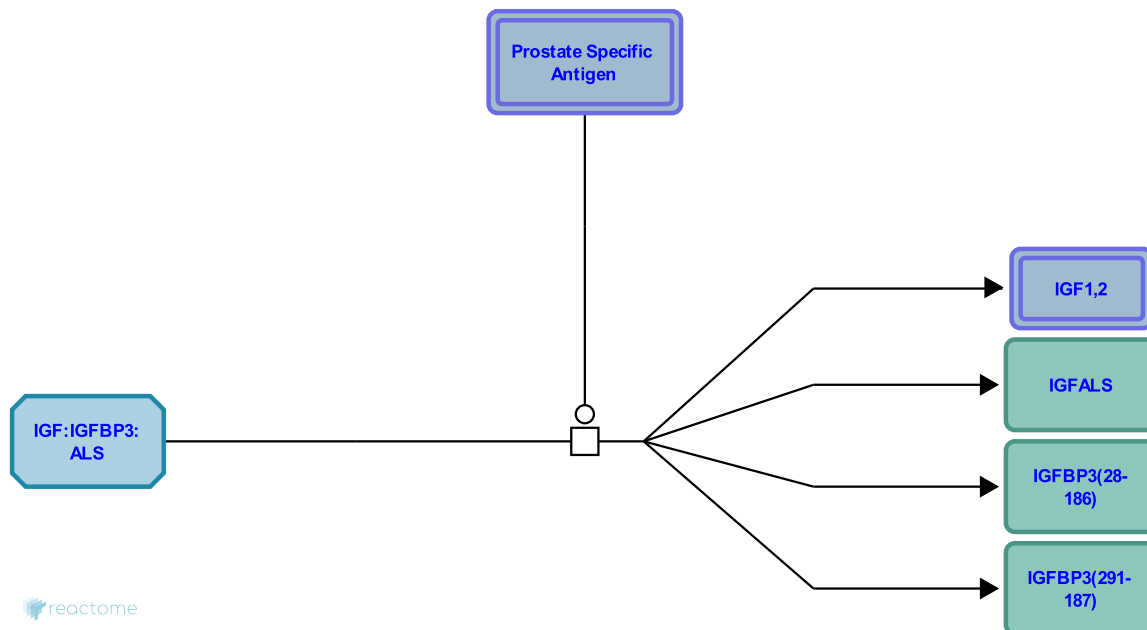 Prostate Specific
Antigen
IGF1,2
IGFALS
IGF:IGFBP3:
ALS
IGFBP3(28-
186)
IGFBP3(291-
187)
reactome